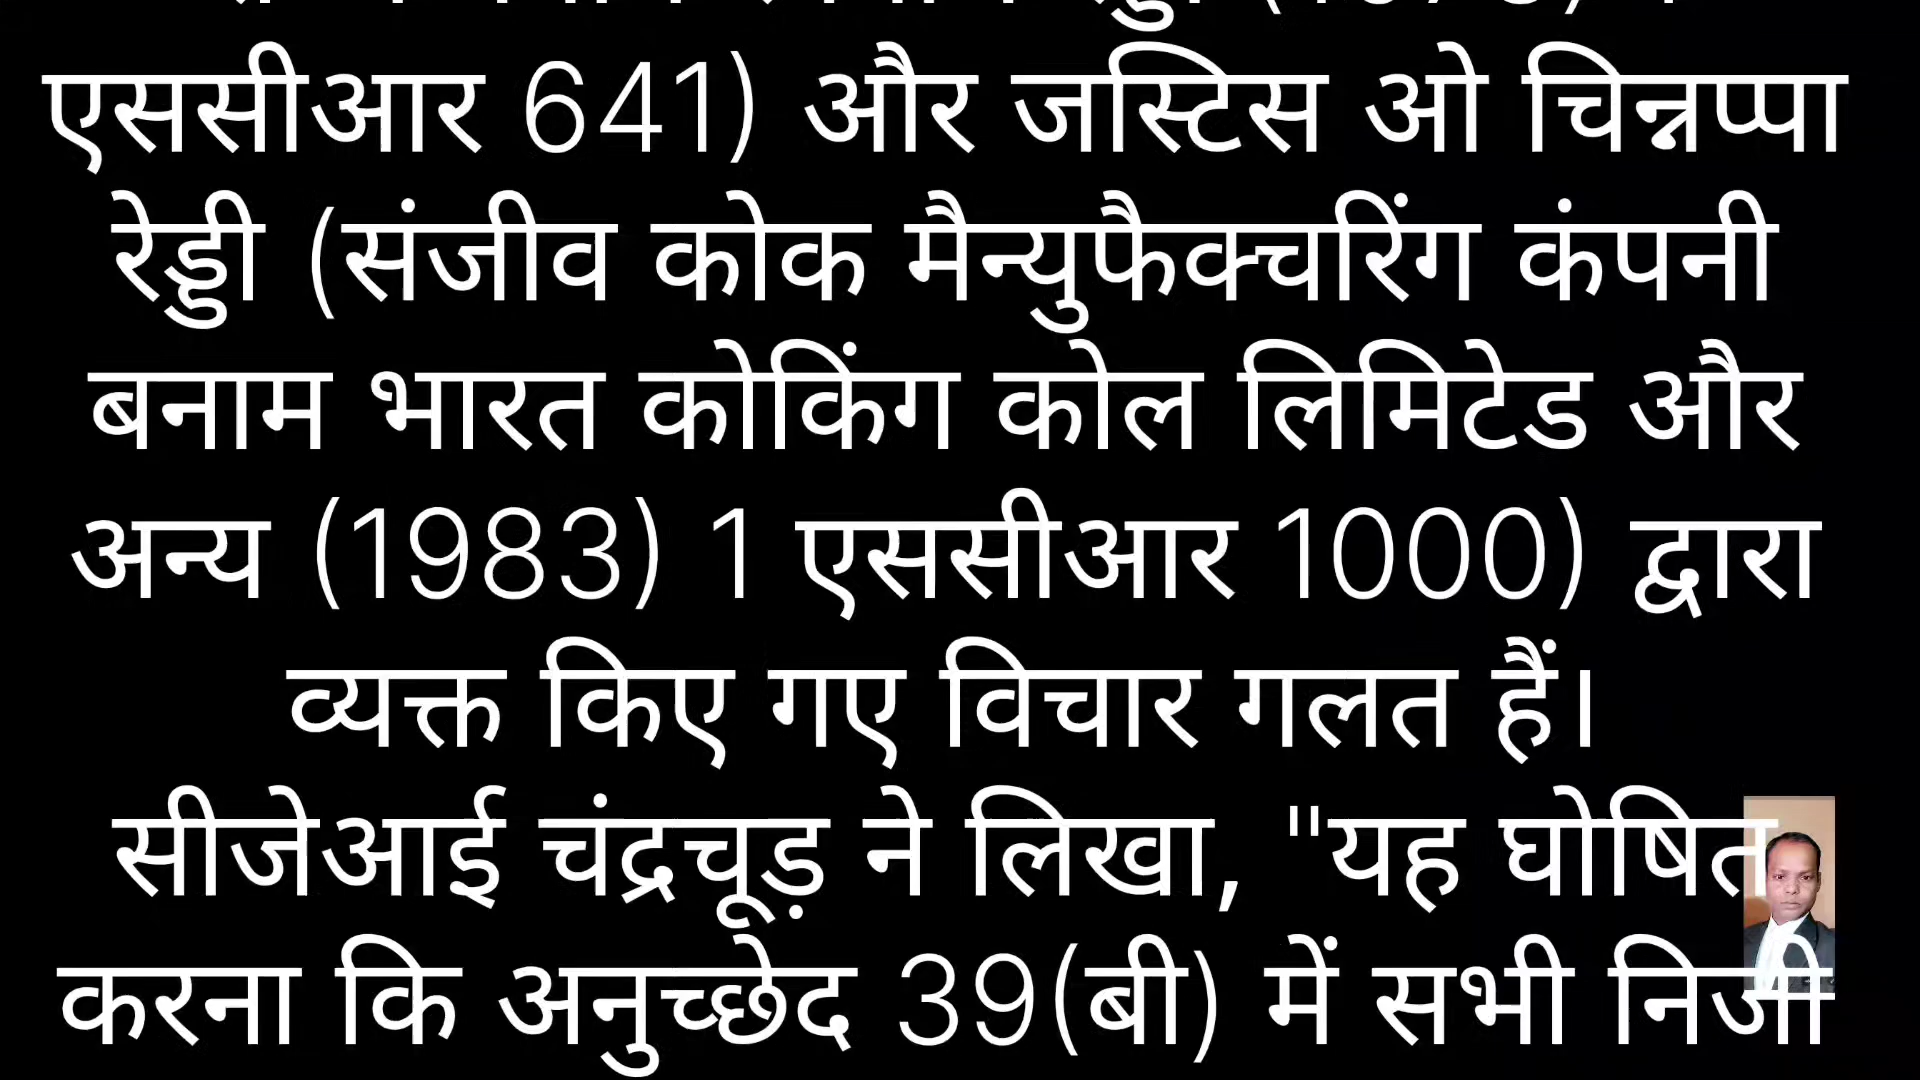 एससीआर 641) और जस्टिस ओ चिन्नप्पा
रेड्डी (संजीव कोक मैन्युफैक्चरिंग कंपनी
बनाम भारत कोकिंग कोल लिमिटेड और
अन्य (1983) 1 एससीआर 1000) द्वारा
व्यक्त किए गए विचार गलत हैं।
सीजेआई चंद्रचूड़ ने लिखा, "यह घोषित
करना कि अनुच्छेद 39(बी) में सभी निजी